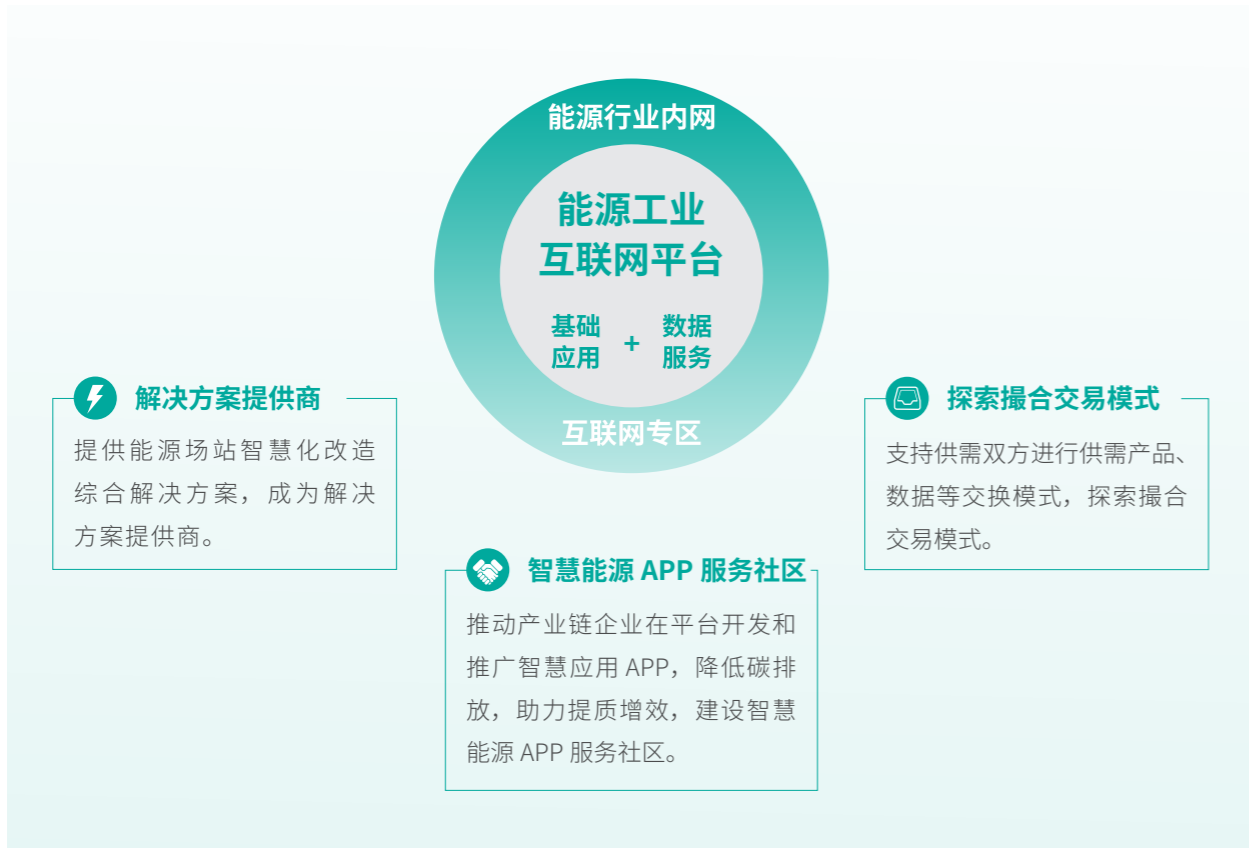 能源行业内网
能源工业
互联网平台
基础
应用
+
数据
服务
互联网专区
解决方案提供商
提供能源场站智慧化改造
综合解决方案，成为解决
方案提供商。
智慧能源 APP 服务社区
推动产业链企业在平台开发和
推广智慧应用 APP，降低碳排
放，助力提质增效，建设智慧
能源 APP 服务社区。
探索撮合交易模式
支持供需双方进行供需产品、
数据等交换模式，探索撮合
交易模式。